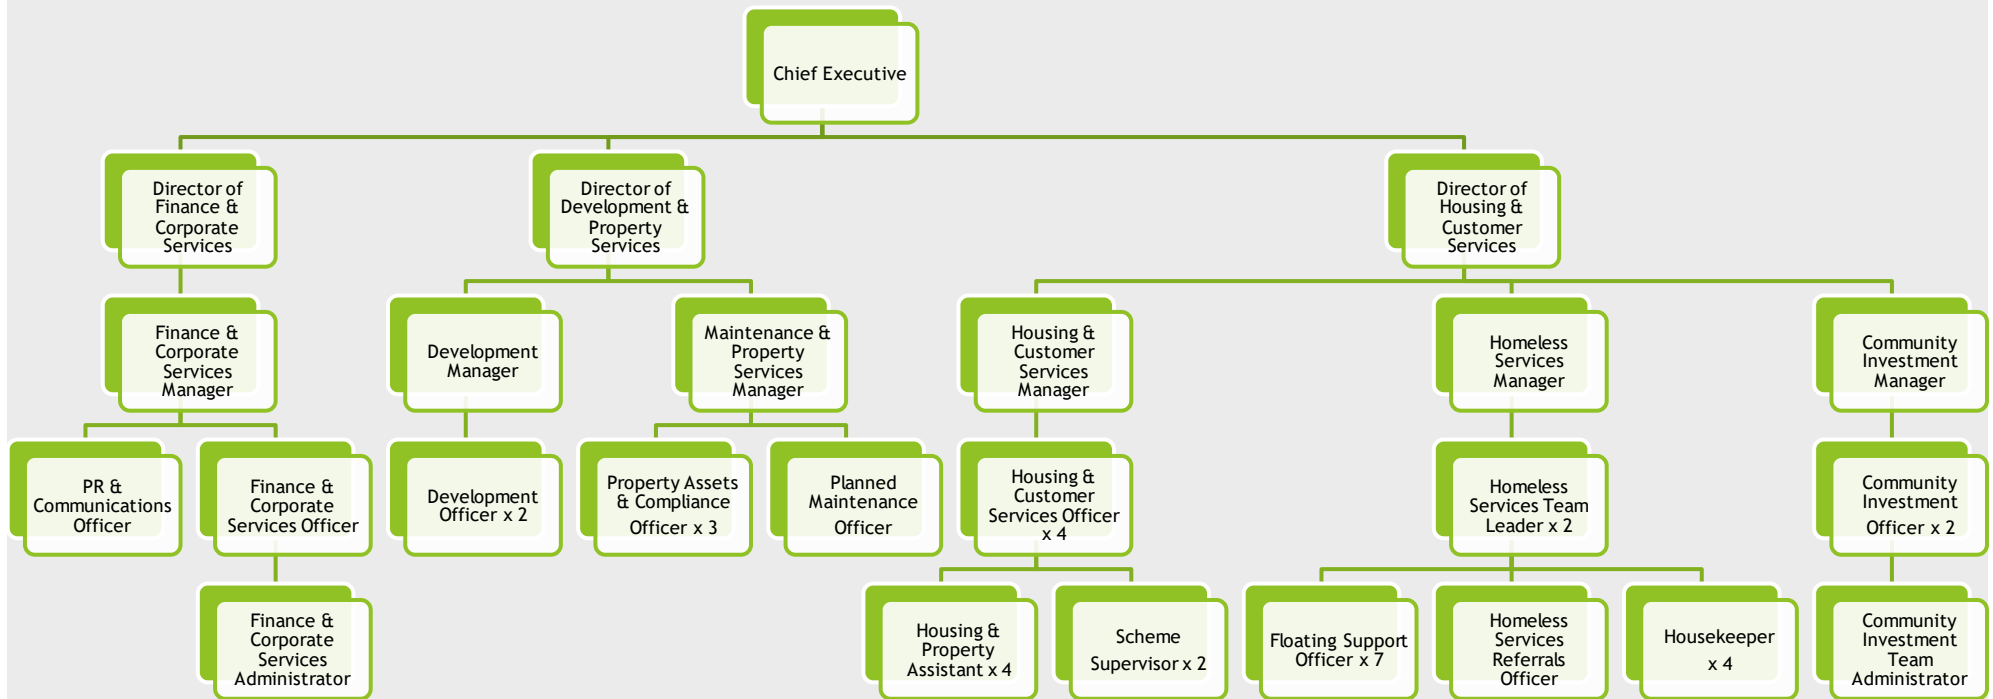 Chief Executive
Director of
Finance &
Corporate
Services
Director of
Development &
Property
Services
Director of
Housing &
Customer
Services
Finance &
Corporate
Services
Manager
Development
Manager
Maintenance &
Property
Services
Manager
Housing &
Customer
Services
Manager
Homeless
Services
Manager
Community
Investment
Manager
PR &
Communications
Officer
Finance &
Corporate
Services Officer
Development
Officer x 2
Property Assets
& Compliance
Officer x 3
Planned
Maintenance
Officer
Housing &
Customer
Services Officer
x 4
Homeless
Services Team
Leader x 2
Community
Investment
Officer x 2
Finance &
Corporate
Services
Administrator
Housing &
Property
Assistant x 4
Scheme
Supervisor x 2
Floating Support
Officer x 7
Homeless
Services
Referrals
Officer
Housekeeper
x 4
Community
Investment
Team
Administrator